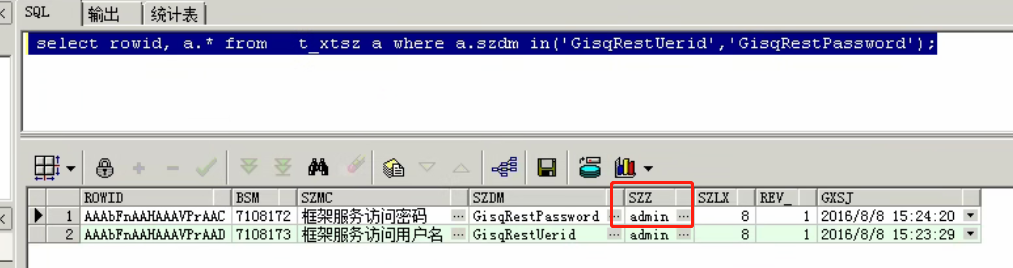 SQL 输出 统计表
select rowid, a.* from t_xtsz a where a.szdm in('GisqRestUerid','GisqRestPassword');
ROWID BSM SZMC SZDM SZZ SZLX REV_ GXSJ
1 AAAbFnAAHAAAVPrAAC 7108172 框架服务访问密码 ... GisqRestPassword ... admin ... 8 1 2016/8/8 15:24:20
2 AAAbFnAAHAAAVPrAAD 7108173 框架服务访问用户名 ... GisqRestUerid ... admin ... 8 1 2016/8/8 15:23:29